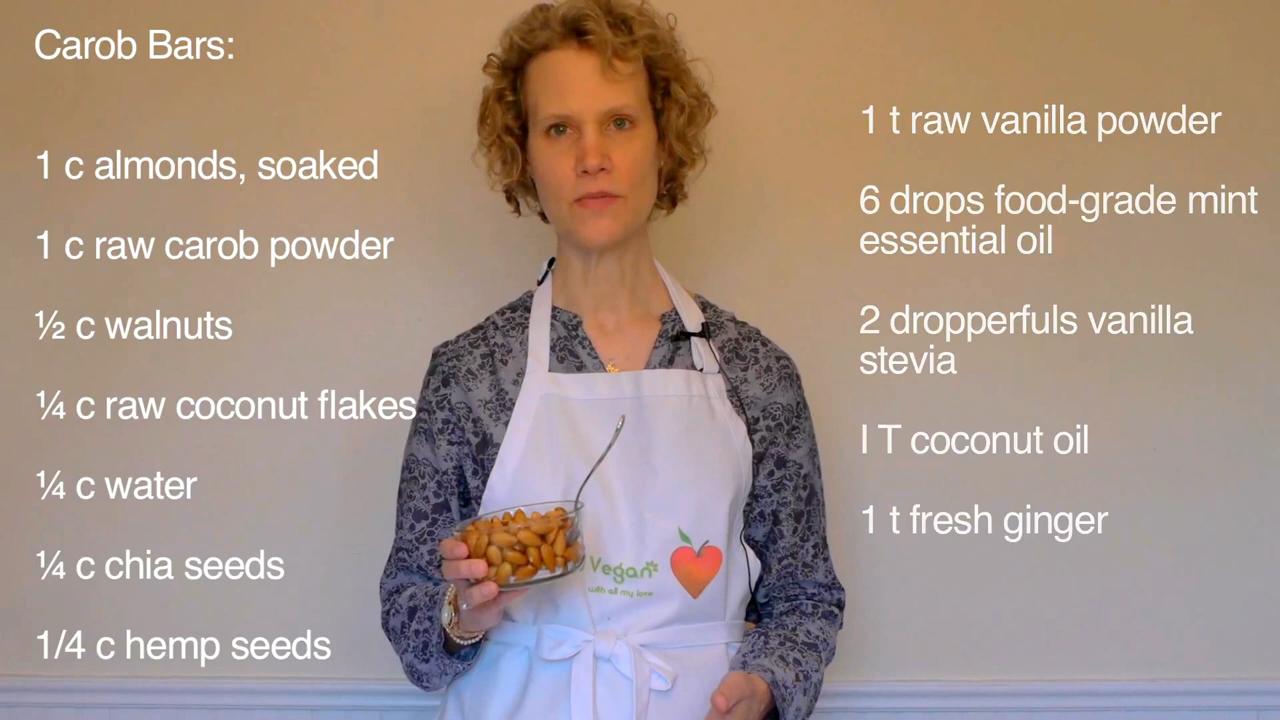 Carob Bars:
1 c almonds, soaked
1 c raw carob powder
½ c walnuts
¼ c raw coconut flakes
¼ c water
¼ c chia seeds
1/4 c hemp seeds
1 t raw vanilla powder
6 drops food-grade mint
essential oil
2 dropperfuls vanilla
stevia
I T coconut oil
1 t fresh ginger
Vegan
with all my love